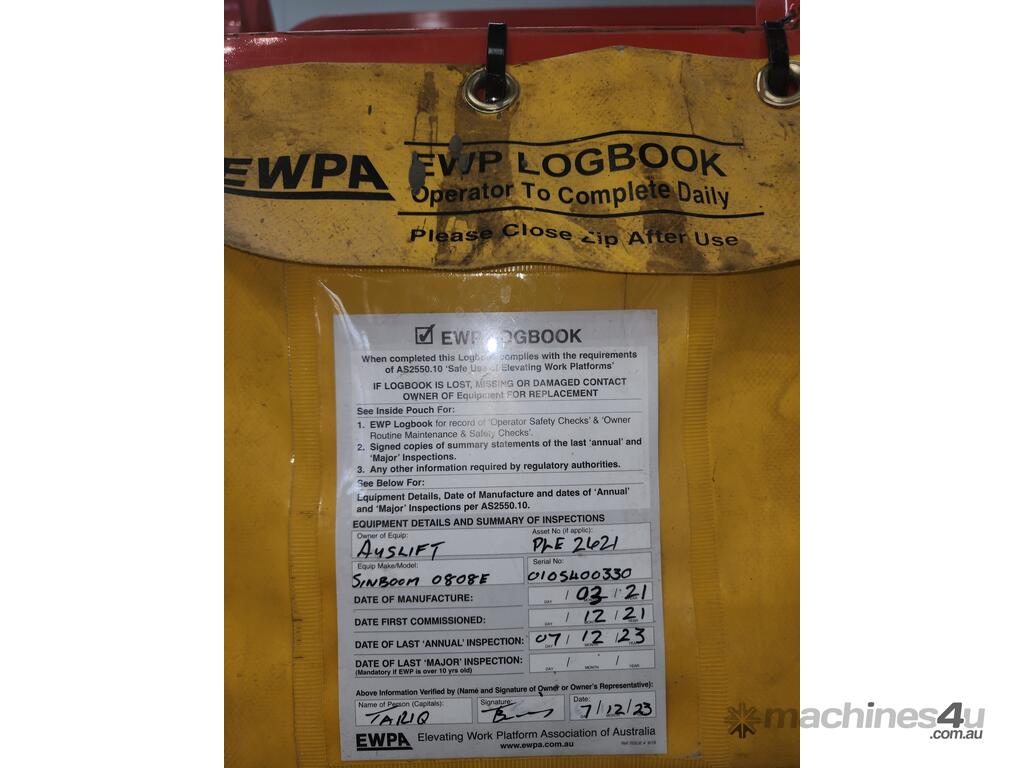 EWPA
EWP LOGBOOK
Operator To Complete Daily
Please Close Zip After Use
EWP LOGBOOK
When completed this Logbook complies with the requirements
of AS2550.10 'Safe Use of Elevating Work Platforms'
IF LOGBOOK IS LOST, MISSING OR DAMAGED CONTACT
OWNER OF Equipment FOR REPLACEMENT
See Inside Pouch For:
1. EWP Logbook for record of 'Operator Safety Checks' & 'Owner
Routine Maintenance & Safety Checks'.
2. Signed copies of summary statements of the last 'annual' and
'Major' Inspections.
3. Any other information required by regulatory authorities.
See Below For:
Equipment Details, Date of Manufacture and dates of 'Annual'
and 'Major' Inspections per AS2550.10.
EQUIPMENT DETAILS AND SUMMARY OF INSPECTIONS
Owner of Equip: Asset No (if applic):
AUSLIFT PLE 2621
Equip Make/Model: Serial No:
SINBOOM 0808E 0105400330
DATE OF MANUFACTURE: / 03 / 21
DAY
DATE FIRST COMMISSIONED: / 12 / 21
DAY MONTH YEAR
DATE OF LAST 'ANNUAL' INSPECTION: 07 / 12 / 23
DAY MONTH YEAR
DATE OF LAST 'MAJOR' INSPECTION: / /
(Mandatory if EWP is over 10 yrs old) DAY MONTH YEAR
Above Information Verified by (Name and Signature of Owner or Owner's Representative):
Name of Person (Capitals): Signature: Date:
TARIQ 7/12/23
EWPA Elevating Work Platform Association of Australia
www.ewpa.com.au
machines4u
.com.au